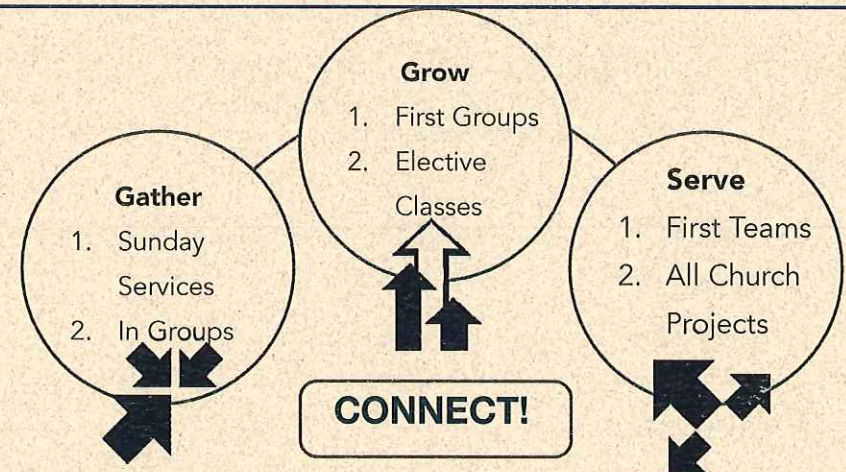 Gather
1. Sunday
Services
2. In Groups
Grow
1. First Groups
2. Elective
Classes
Serve
1. First Teams
2. All Church
Projects
CONNECT!